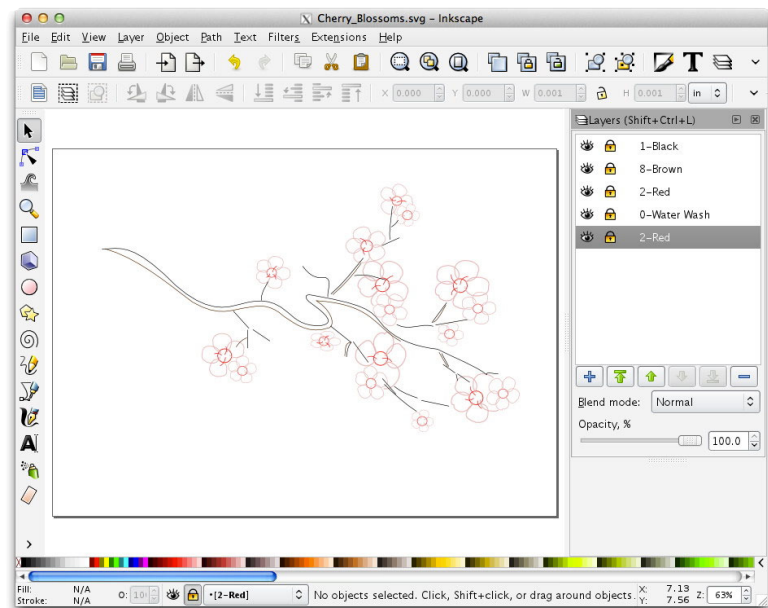 Cherry_Blossoms.svg – Inkscape
File Edit View Layer Object Path Text Filters Extensions Help
X 0.000 Y 0.000 W 0.001 H 0.001 in
Layers (Shift+Ctrl+L)
1–Black
8–Brown
2–Red
0–Water Wash
2–Red
Blend mode: Normal
Opacity, %
100.0
Fill: N/A
Stroke: N/A
O: 10 •[2–Red] No objects selected. Click, Shift+click, or drag around objects. X: 7.13 Y: 7.56 Z: 63%